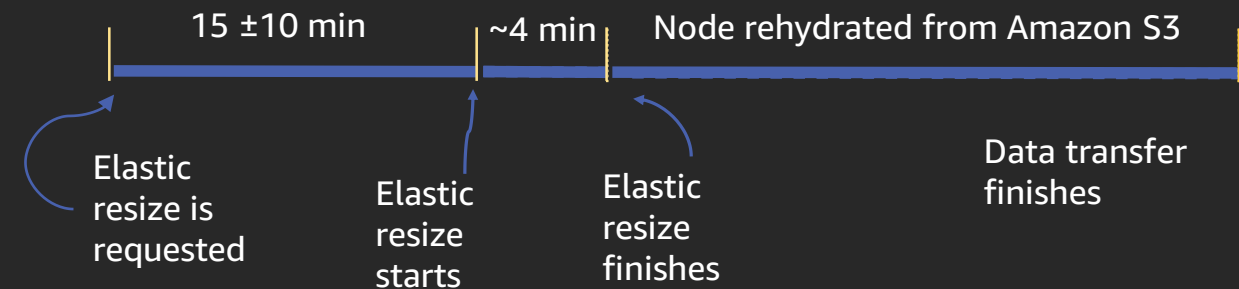 15 ±10 min
~4 min
Node rehydrated from Amazon S3
Elastic
resize is
requested
Elastic
resize
starts
Elastic
resize
finishes
Data transfer
finishes